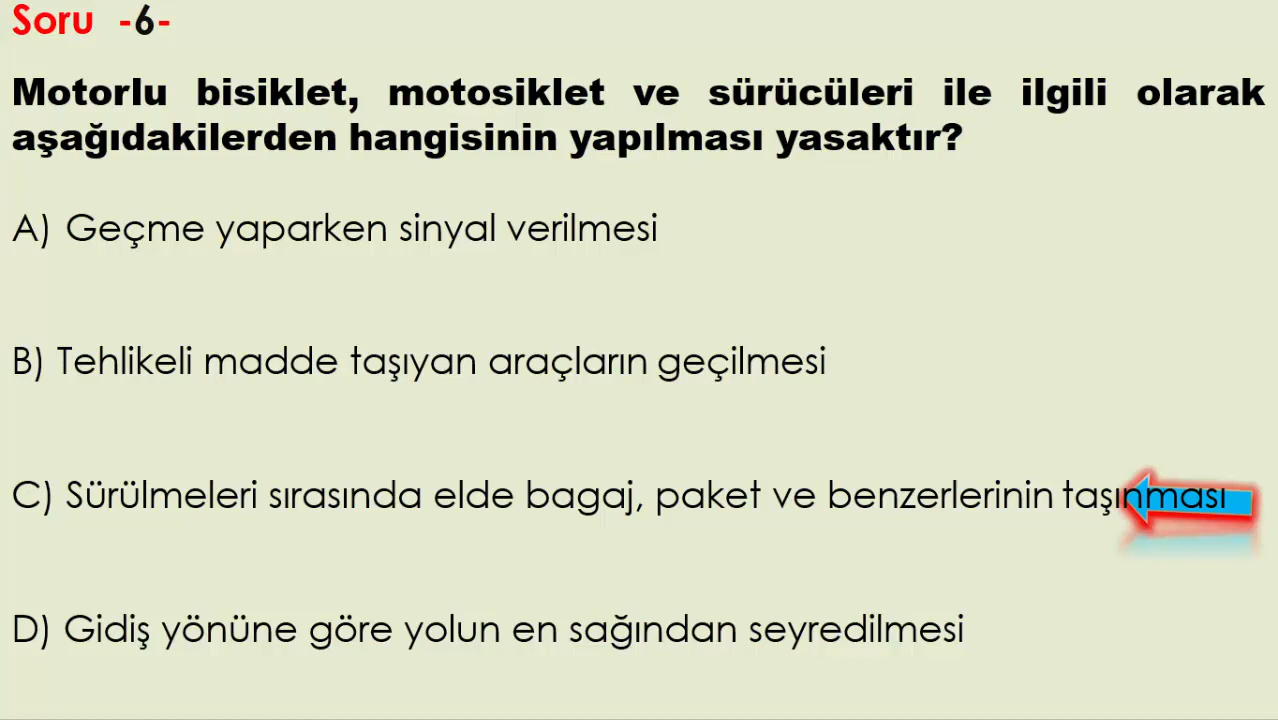 Soru -6-
Motorlu bisiklet, motosiklet ve sürücüleri ile ilgili olarak
aşağıdakilerden hangisinin yapılması yasaktır?
A) Geçme yaparken sinyal verilmesi
B) Tehlikeli madde taşıyan araçların geçilmesi
C) Sürülmeleri sırasında elde bagaj, paket ve benzerlerinin taşınması
D) Gidiş yönüne göre yolun en sağından seyredilmesi